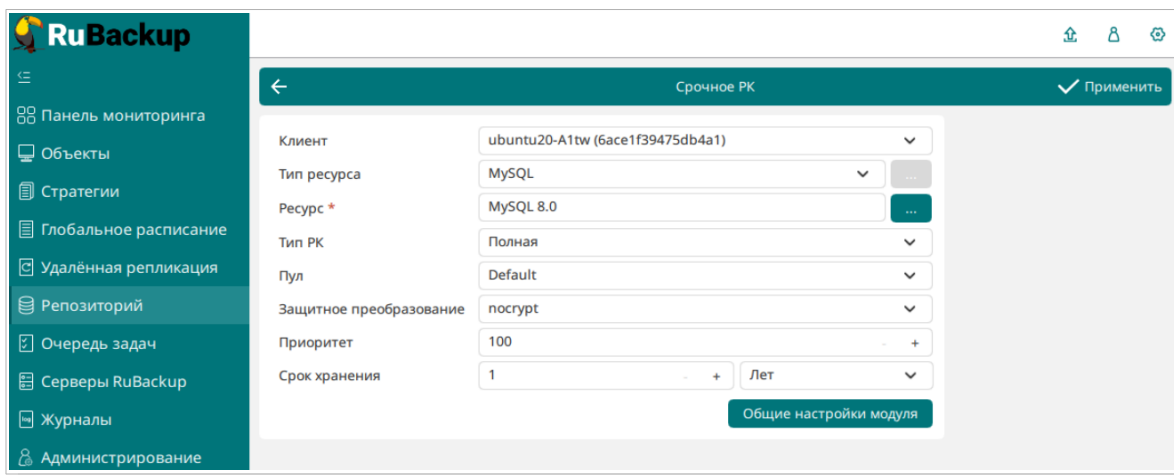 RuBackup
Срочное РК
Применить
Панель мониторинга
Объекты
Стратегии
Глобальное расписание
Удалённая репликация
Репозиторий
Очередь задач
Серверы RuBackup
Журналы
Администрирование
Клиент ubuntu20-A1tw (6ace1f39475db4a1)
Тип ресурса MySQL ...
Ресурс * MySQL 8.0 ...
Тип РК Полная
Пул Default
Защитное преобразование nocrypt
Приоритет 100 - +
Срок хранения 1 - + Лет
Общие настройки модуля